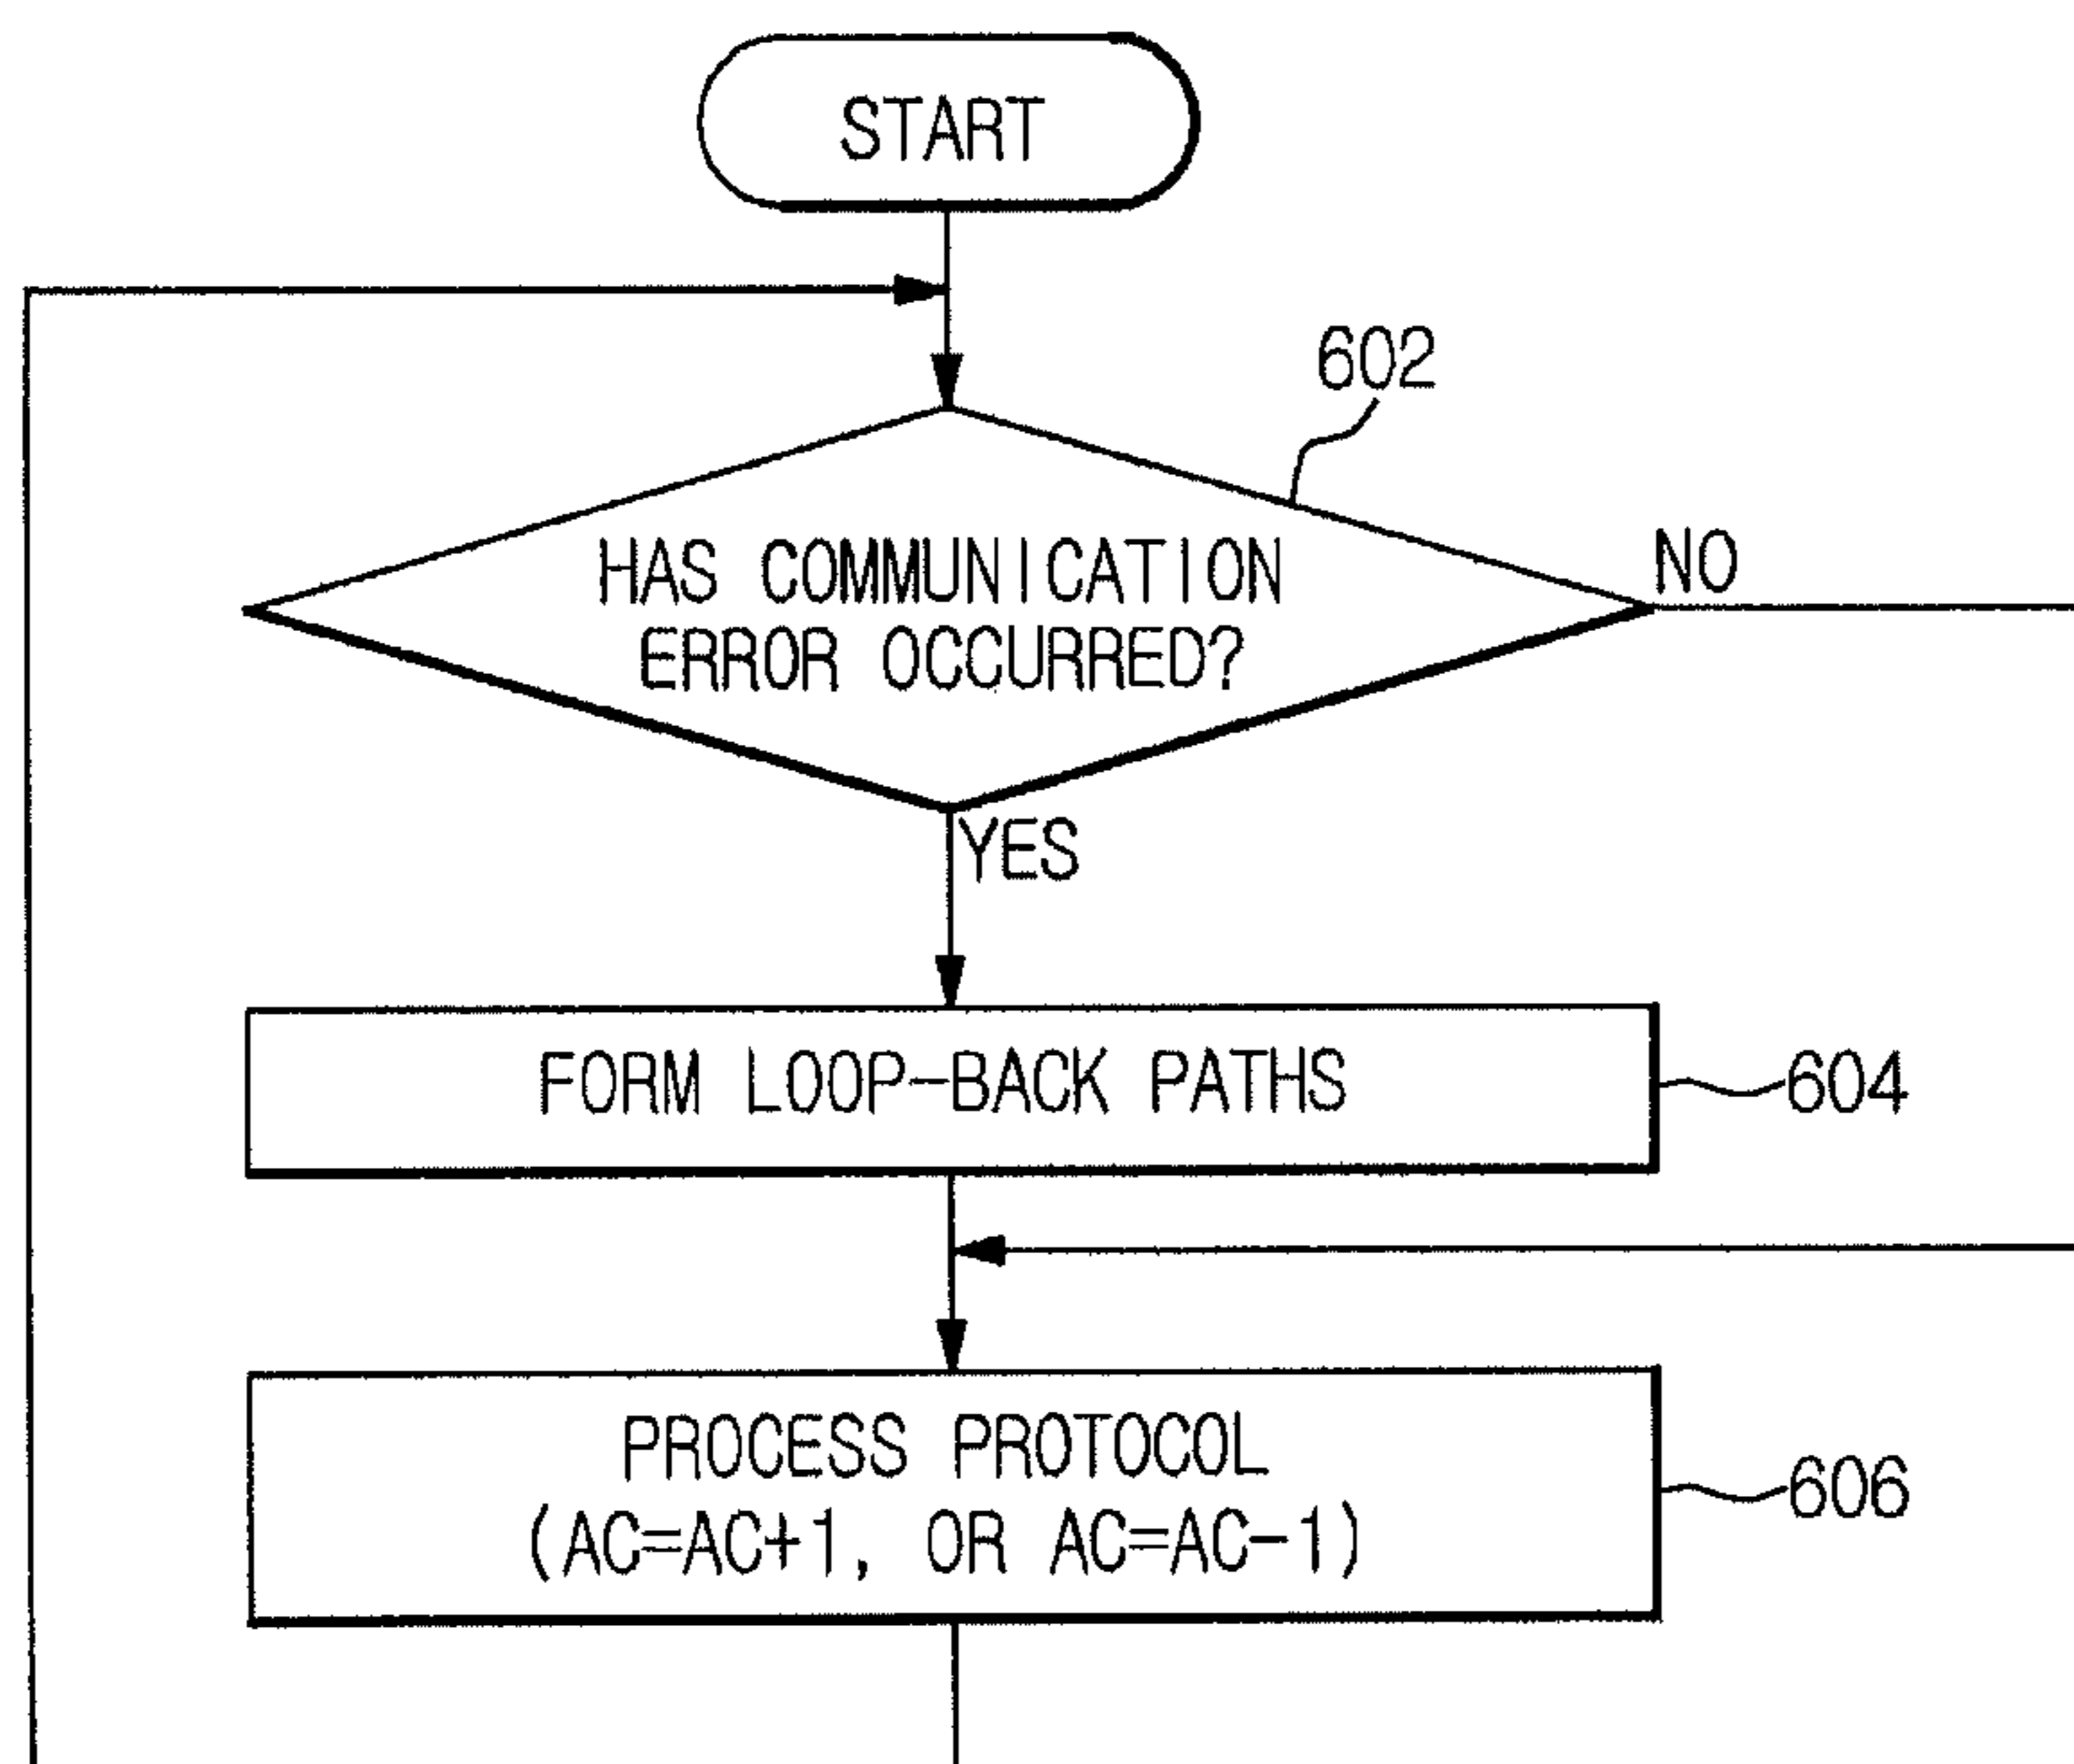 START
602
HAS COMMUNICATION
ERROR OCCURRED?
NO
YES
FORM LOOP-BACK PATHS
604
PROCESS PROTOCOL
(AC=AC+1, OR AC=AC-1)
606